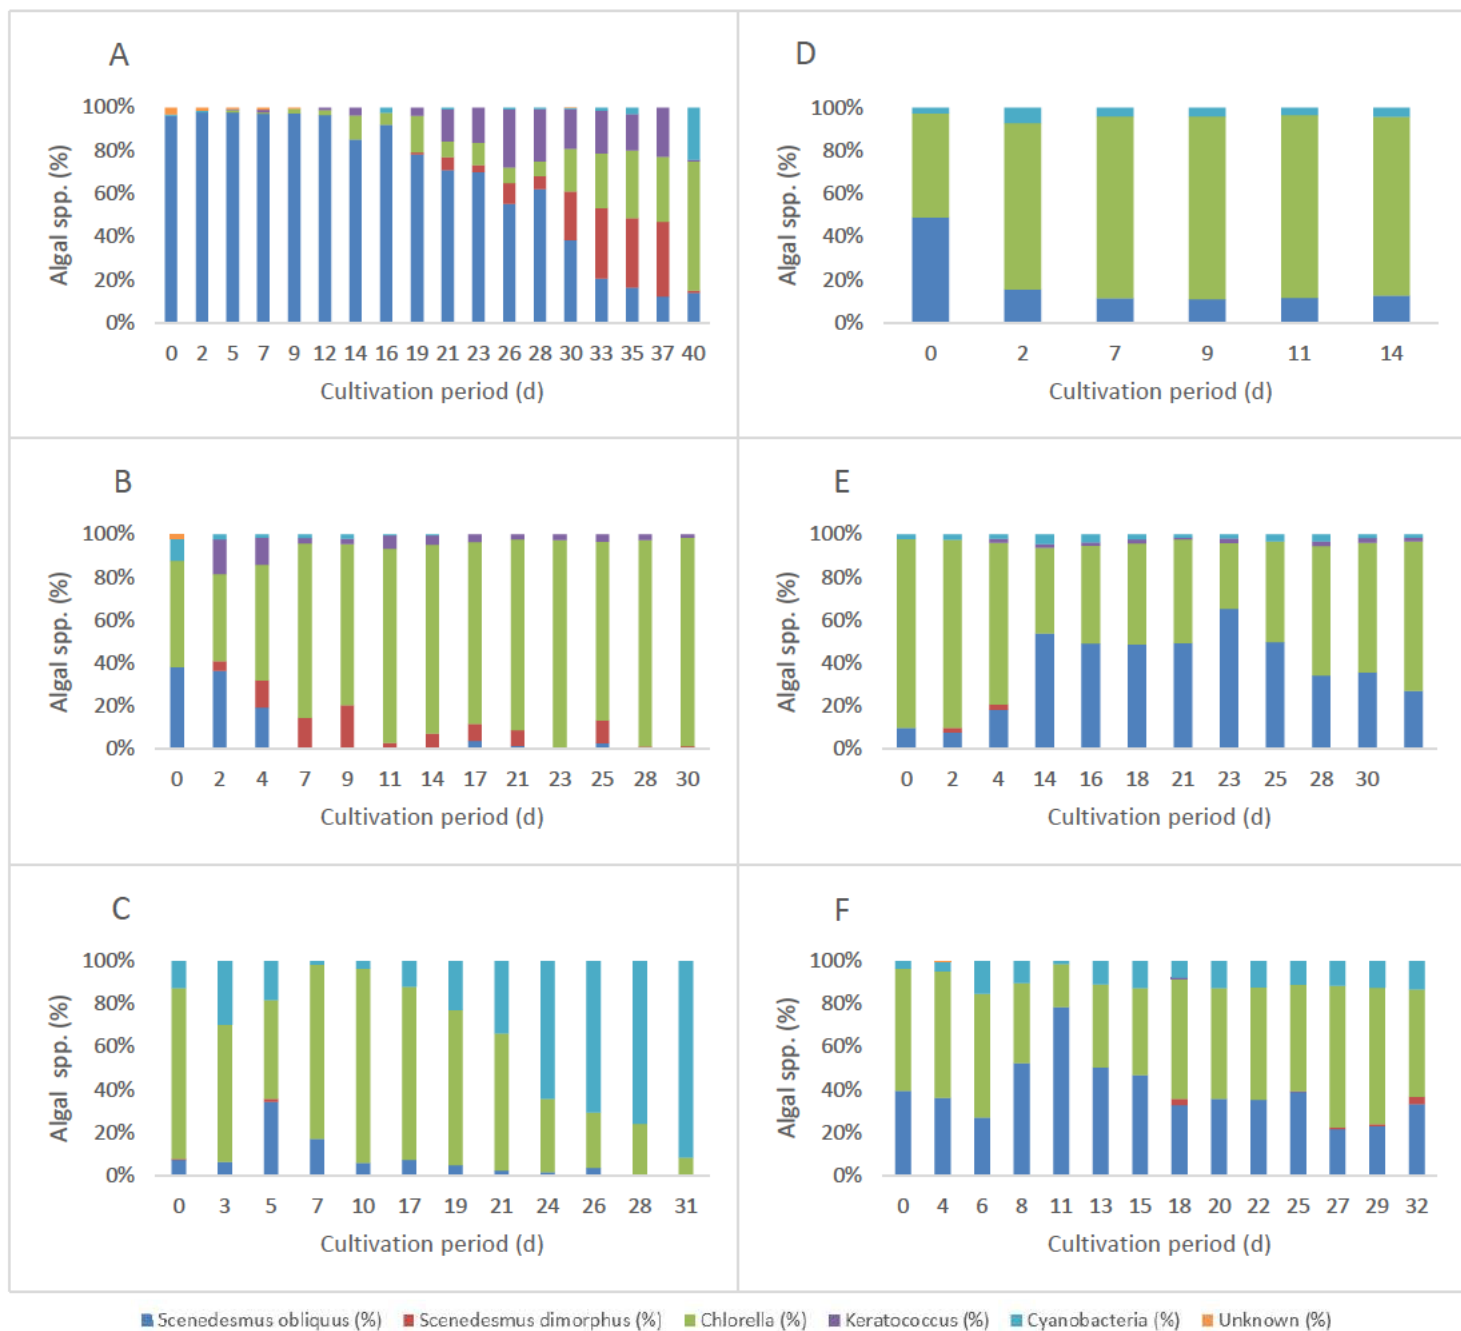 A
100%
80%
60%
40%
20%
0%
Algal spp. (%)
0 2 5 7 9 12 14 16 19 21 23 26 28 30 33 35 37 40
Cultivation period (d)
D
100%
80%
60%
40%
20%
0%
Algal spp. (%)
0 2 7 9 11 14
Cultivation period (d)
B
100%
80%
60%
40%
20%
0%
Algal spp. (%)
0 2 4 7 9 11 14 17 21 23 25 28 30
Cultivation period (d)
E
100%
80%
60%
40%
20%
0%
Algal spp. (%)
0 2 4 14 16 18 21 23 25 28 30
Cultivation period (d)
C
100%
80%
60%
40%
20%
0%
Algal spp. (%)
0 3 5 7 10 17 19 21 24 26 28 31
Cultivation period (d)
F
100%
80%
60%
40%
20%
0%
Algal spp. (%)
0 4 6 8 11 13 15 18 20 22 25 27 29 32
Cultivation period (d)
Scenedesmus obliquus (%) Scenedesmus dimorphus (%) Chlorella (%) Keratococcus (%) Cyanobacteria (%) Unknown (%)